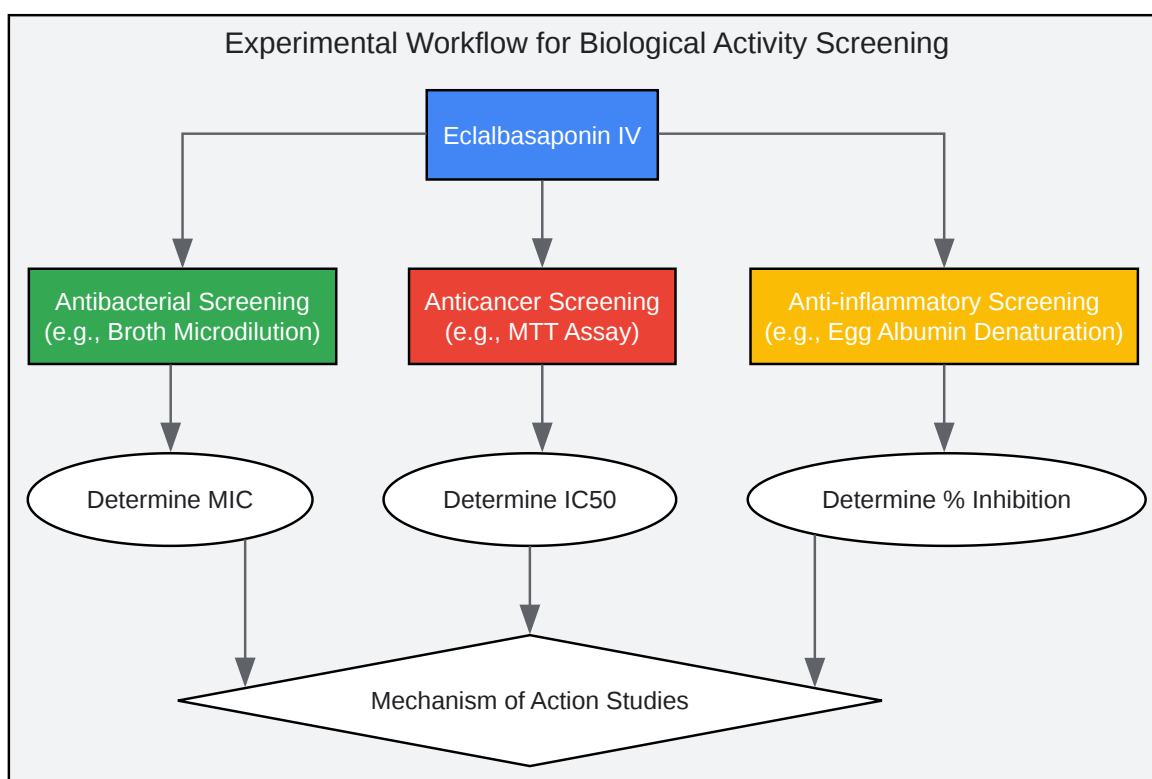 Experimental Workflow for Biological Activity Screening
Eclalbasaponin IV
Antibacterial Screening
(e.g., Broth Microdilution)
Anticancer Screening
(e.g., MTT Assay)
Anti-inflammatory Screening
(e.g., Egg Albumin Denaturation)
Determine MIC
Determine IC50
Determine % Inhibition
Mechanism of Action Studies